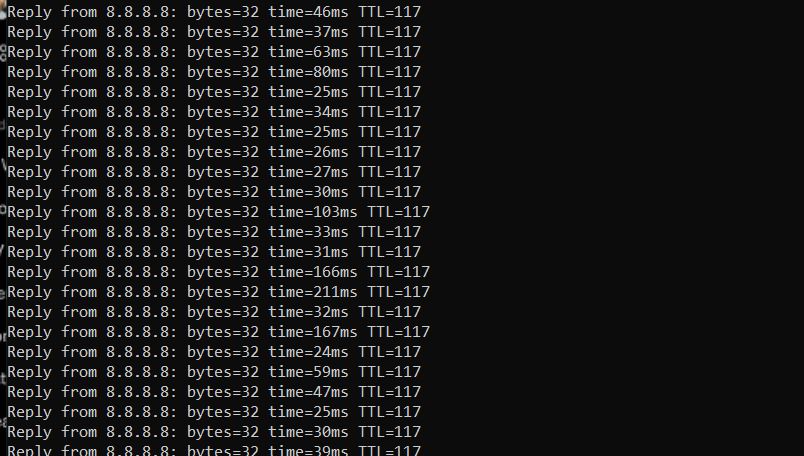 Reply from 8.8.8.8: bytes=32 time=46ms TTL=117
Reply from 8.8.8.8: bytes=32 time=37ms TTL=117
Reply from 8.8.8.8: bytes=32 time=63ms TTL=117
Reply from 8.8.8.8: bytes=32 time=80ms TTL=117
Reply from 8.8.8.8: bytes=32 time=25ms TTL=117
Reply from 8.8.8.8: bytes=32 time=34ms TTL=117
Reply from 8.8.8.8: bytes=32 time=25ms TTL=117
Reply from 8.8.8.8: bytes=32 time=26ms TTL=117
Reply from 8.8.8.8: bytes=32 time=27ms TTL=117
Reply from 8.8.8.8: bytes=32 time=30ms TTL=117
Reply from 8.8.8.8: bytes=32 time=103ms TTL=117
Reply from 8.8.8.8: bytes=32 time=33ms TTL=117
Reply from 8.8.8.8: bytes=32 time=31ms TTL=117
Reply from 8.8.8.8: bytes=32 time=166ms TTL=117
Reply from 8.8.8.8: bytes=32 time=211ms TTL=117
Reply from 8.8.8.8: bytes=32 time=32ms TTL=117
Reply from 8.8.8.8: bytes=32 time=167ms TTL=117
Reply from 8.8.8.8: bytes=32 time=24ms TTL=117
Reply from 8.8.8.8: bytes=32 time=59ms TTL=117
Reply from 8.8.8.8: bytes=32 time=47ms TTL=117
Reply from 8.8.8.8: bytes=32 time=25ms TTL=117
Reply from 8.8.8.8: bytes=32 time=30ms TTL=117
Reply from 8.8.8.8: bytes=32 time=39ms TTL=117